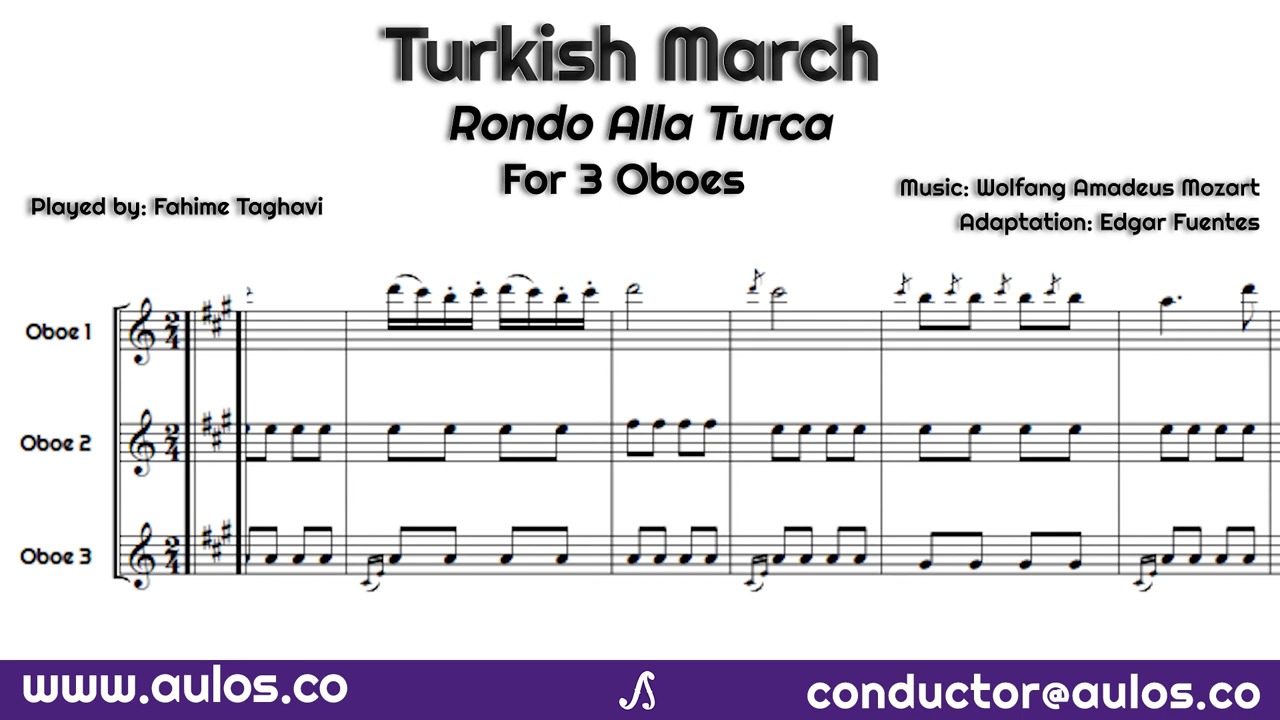 Turkish March
Rondo Alla Turca
For 3 Oboes
Played by: Fahime Taghavi
Music: Wolfang Amadeus Mozart
Adaptation: Edgar Fuentes
Oboe 1
Oboe 2
Oboe 3
www.aulos.co
conductor@aulos.co